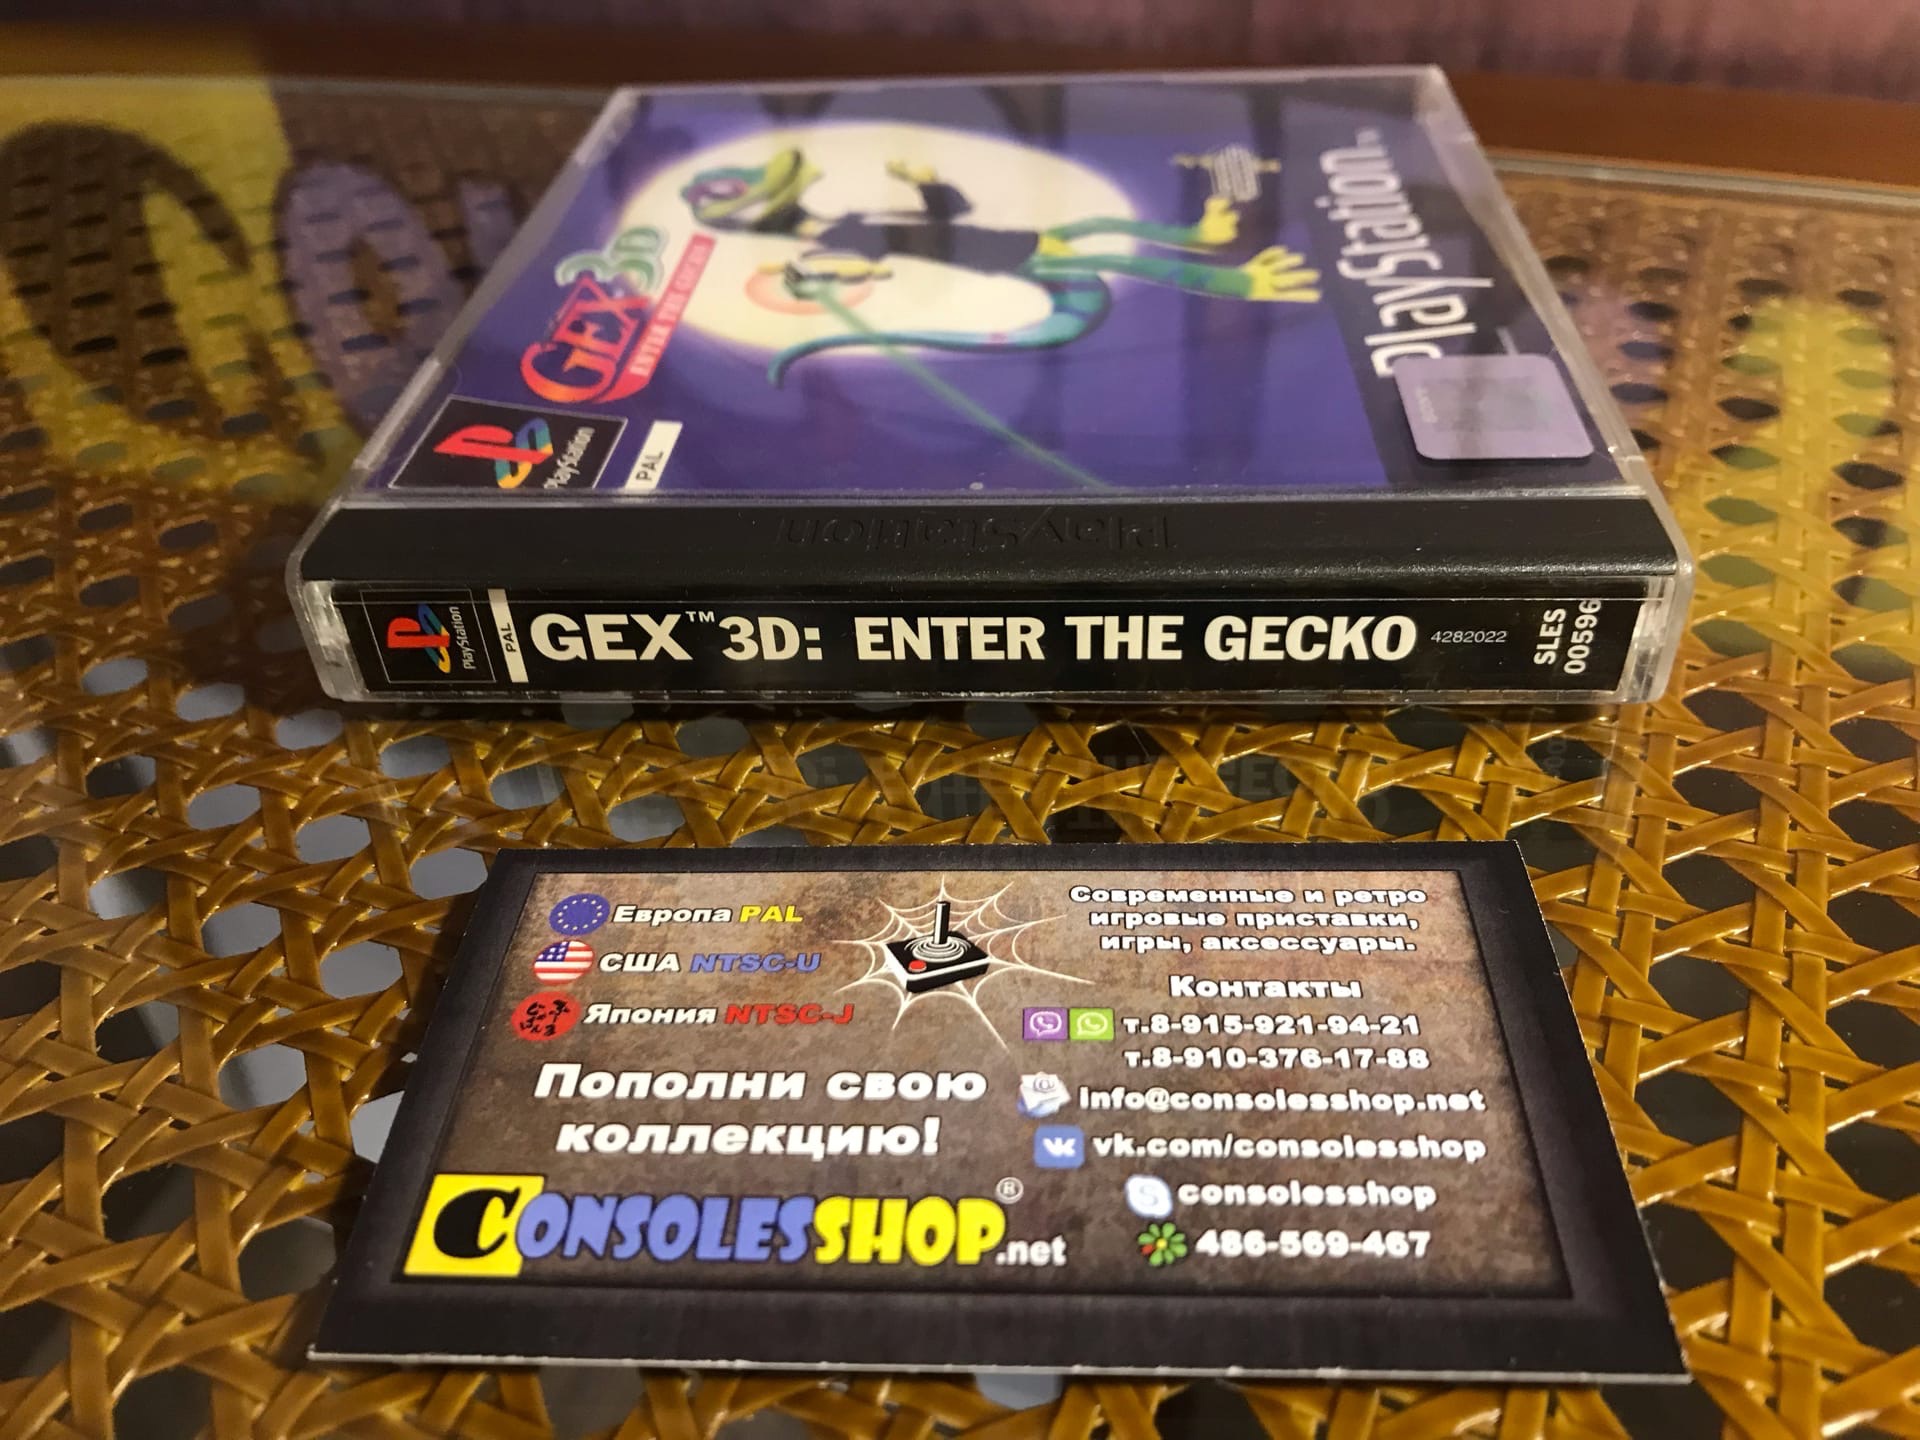 PlayStation
GEX 3D
ENTER THE GECKO
PlayStation
PAL
PlayStation
PlayStation
PAL
GEX™ 3D: ENTER THE GECKO
4282022
SLES
00596
Европа PAL
США NTSC-U
Япония NTSC-J
Пополни свою
коллекцию!
CONSOLESSHOP.net®
Современные и ретро
игровые приставки,
игры, аксессуары.
Контакты
т.8-915-921-94-21
т.8-910-376-17-88
info@consolesshop.net
vk.com/consolesshop
consolesshop
486-569-467